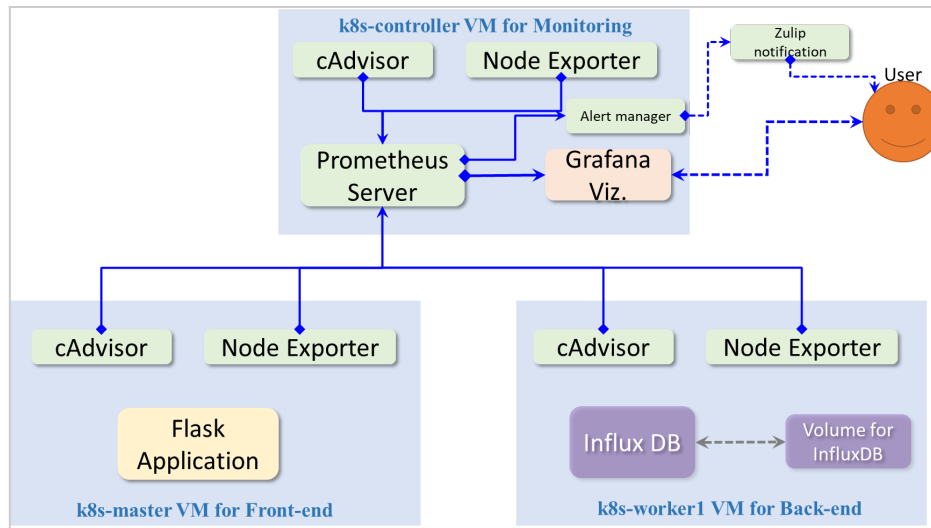 k8s-controller VM for Monitoring
cAdvisor
Node Exporter
Zulip
notification
User
Alert manager
Prometheus
Server
Grafana
Viz.
cAdvisor
Node Exporter
cAdvisor
Node Exporter
Flask
Application
Influx DB
Volume for
InfluxDB
k8s-master VM for Front-end
k8s-worker1 VM for Back-end